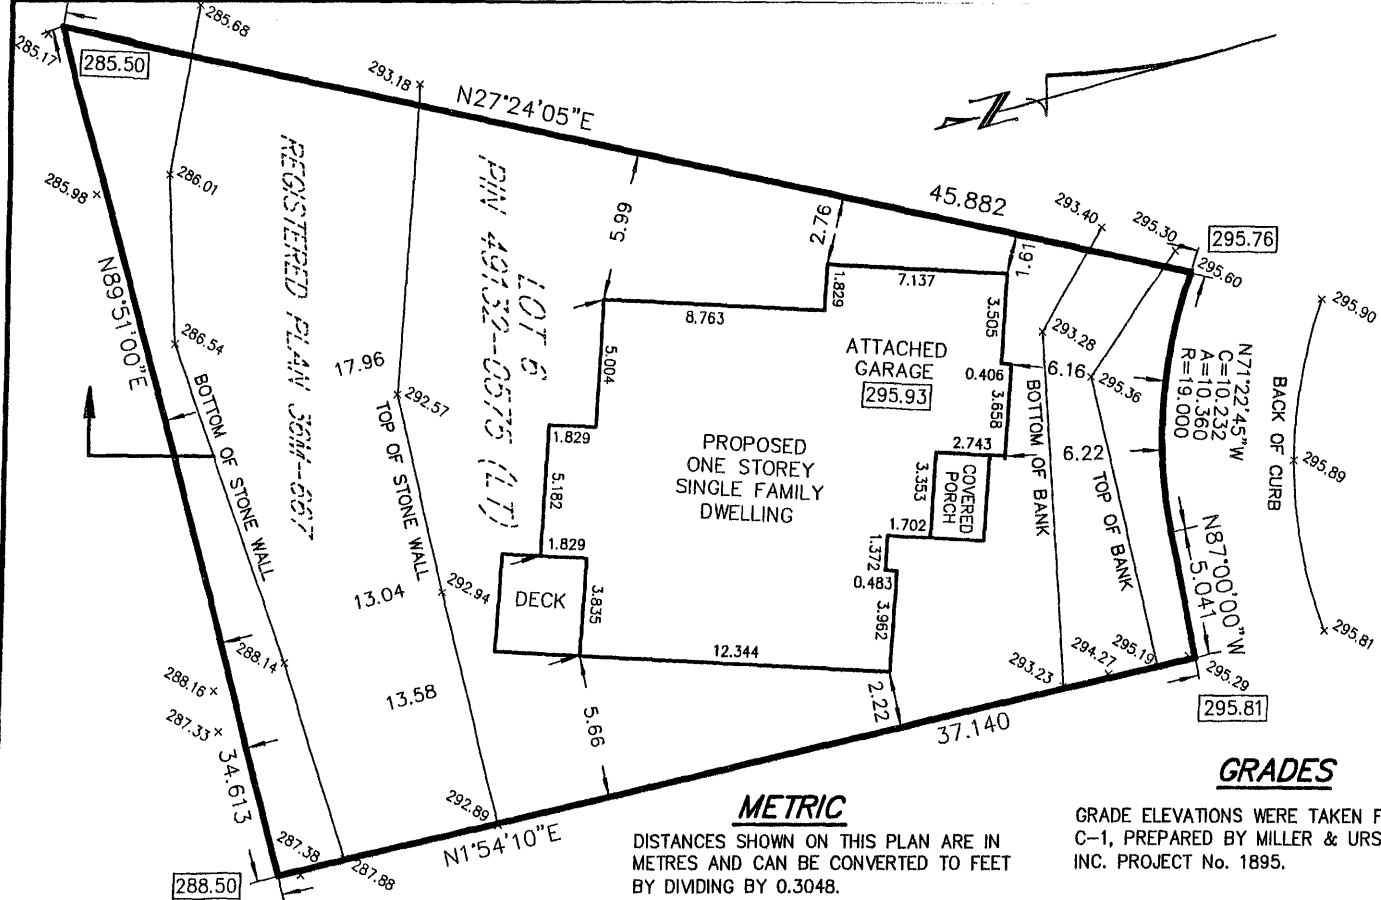 285.68
285.17
285.50
293.18
N27°24'05"E
N
285.98
286.01
REGISTERED PLAN 36M-667
PIN 49132-0575 (LT)
LOT 6
5.99
2.76
45.882
293.40
295.30
295.76
1.61
295.60
295.90
1.829
7.137
8.763
3.505
293.28
N89°51'00"E
286.54
17.96
5.004
ATTACHED
GARAGE
295.93
0.406
6.16
295.36
N71°22'45"W
C=10.232
A=10.360
R=19.000
BACK OF CURB
295.89
292.57
3.658
BOTTOM OF STONE WALL
TOP OF STONE WALL
1.829
PROPOSED
ONE STOREY
SINGLE FAMILY
DWELLING
2.743
6.22
BOTTOM OF BANK
TOP OF BANK
5.182
3.353
COVERED
PORCH
1.702
1.829
1.372
0.483
N87°00'00"W
5.041
DECK
3.835
3.962
13.04
292.94
295.81
288.14
12.344
293.23
294.27
295.19
295.29
288.16
13.58
5.66
2.22
295.81
287.33
34.613
37.140
292.89
N1°54'10"E
287.38
287.88
288.50
METRIC
DISTANCES SHOWN ON THIS PLAN ARE IN
METRES AND CAN BE CONVERTED TO FEET
BY DIVIDING BY 0.3048.
GRADES
GRADE ELEVATIONS WERE TAKEN F
C-1, PREPARED BY MILLER & URS
INC. PROJECT No. 1895.